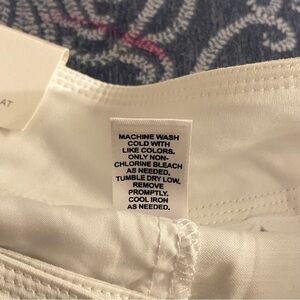 AT
MACHINE WASH
COLD WITH
LIKE COLORS.
ONLY NON-
CHLORINE BLEACH
AS NEEDED.
TUMBLE DRY LOW.
REMOVE
PROMPTLY.
COOL IRON
AS NEEDED.